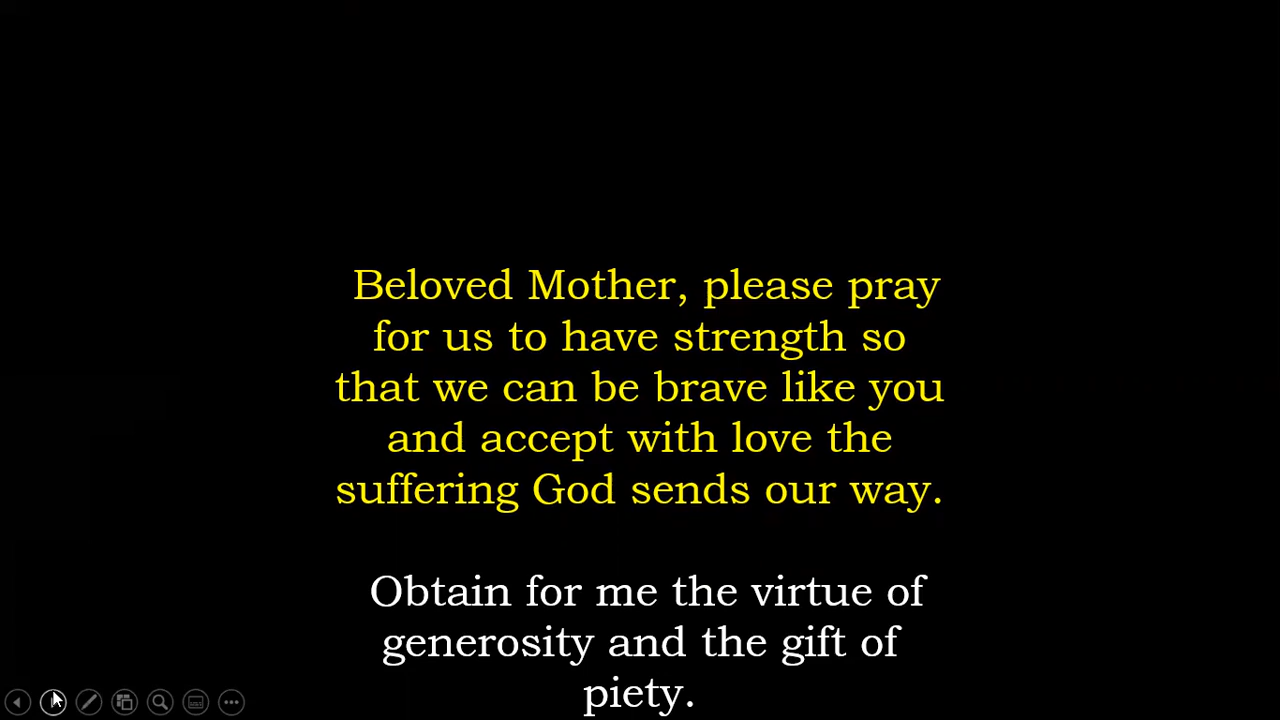 Beloved Mother, please pray
for us to have strength so
that we can be brave like you
and accept with love the
suffering God sends our way.
Obtain for me the virtue of
generosity and the gift of
piety.